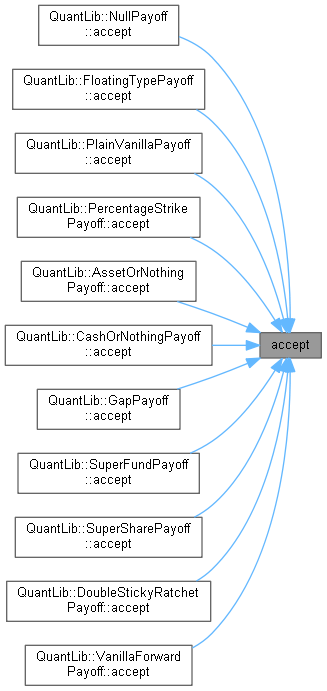 QuantLib::NullPayoff
::accept
QuantLib::FloatingTypePayoff
::accept
QuantLib::PlainVanillaPayoff
::accept
QuantLib::PercentageStrike
Payoff::accept
QuantLib::AssetOrNothing
Payoff::accept
QuantLib::CashOrNothingPayoff
::accept
accept
QuantLib::GapPayoff
::accept
QuantLib::SuperFundPayoff
::accept
QuantLib::SuperSharePayoff
::accept
QuantLib::DoubleStickyRatchet
Payoff::accept
QuantLib::VanillaForward
Payoff::accept